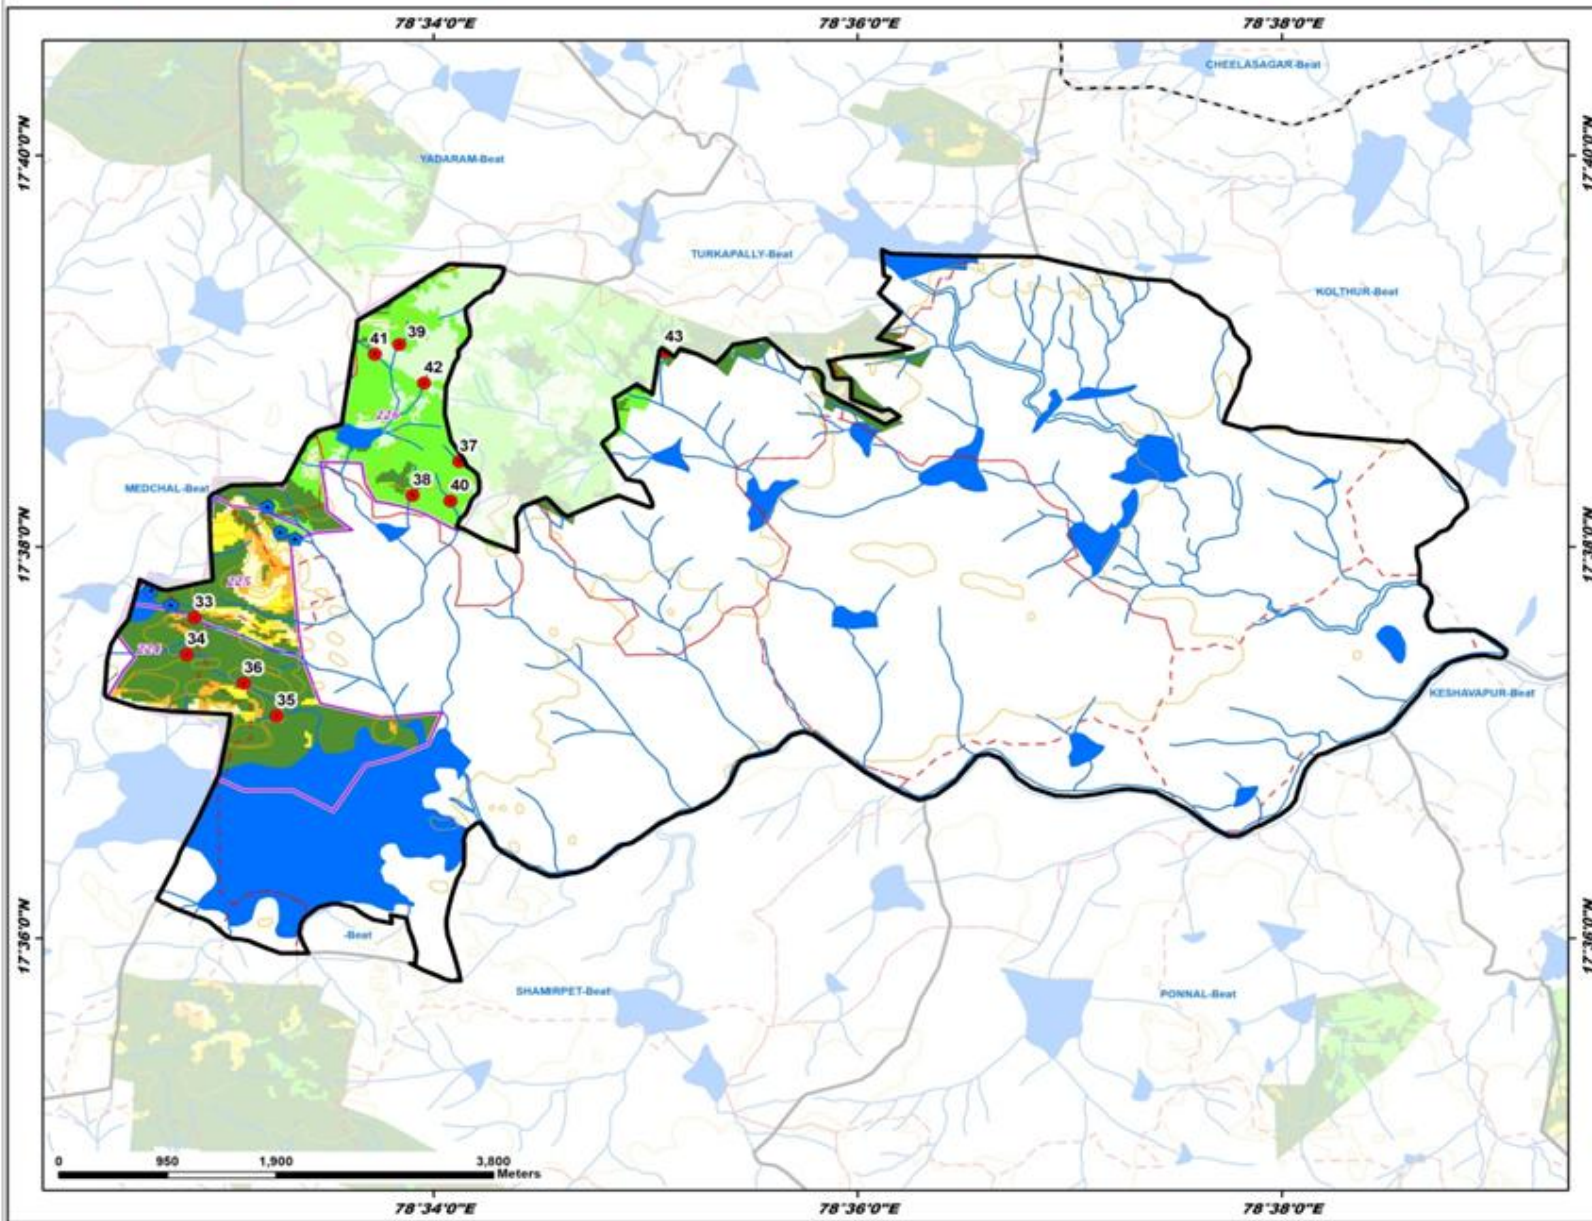 78°34'0"E
78°36'0"E
78°38'0"E
CHEELASAGAR-Beat
17°40'0"N
YADARAM-Beat
17°40'0"N
TURKAPALLY-Beat
KOLTHUR-Beat
43
39
41
42
226
37
MEDCHAL-Beat
38
40
17°38'0"N
17°38'0"N
225
33
34
224
36
35
KESHAVAPUR-Beat
17°36'0"N
-Beat
17°36'0"N
SHAMIRPET-Beat
PONNAL-Beat
0 950 1,900 3,800
Meters
78°34'0"E
78°36'0"E
78°38'0"E